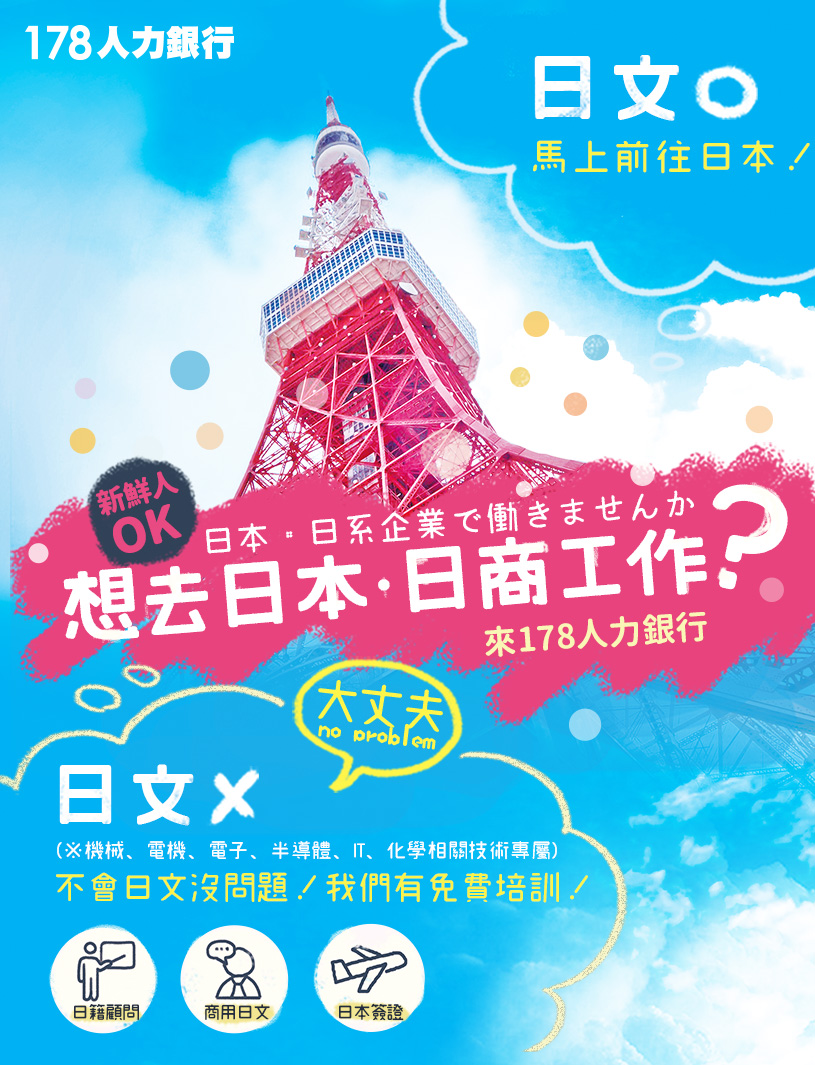 178人力銀行
日文○
馬上前往日本！
新鮮人
OK
日本・日系企業で働きませんか
想去日本·日商工作？
來178人力銀行
大丈夫
no problem
日文×
(※機械、電機、電子、半導體、IT、化學相關技術專屬)
不會日文沒問題！我們有免費培訓！
日籍顧問
商用日文
日本簽證